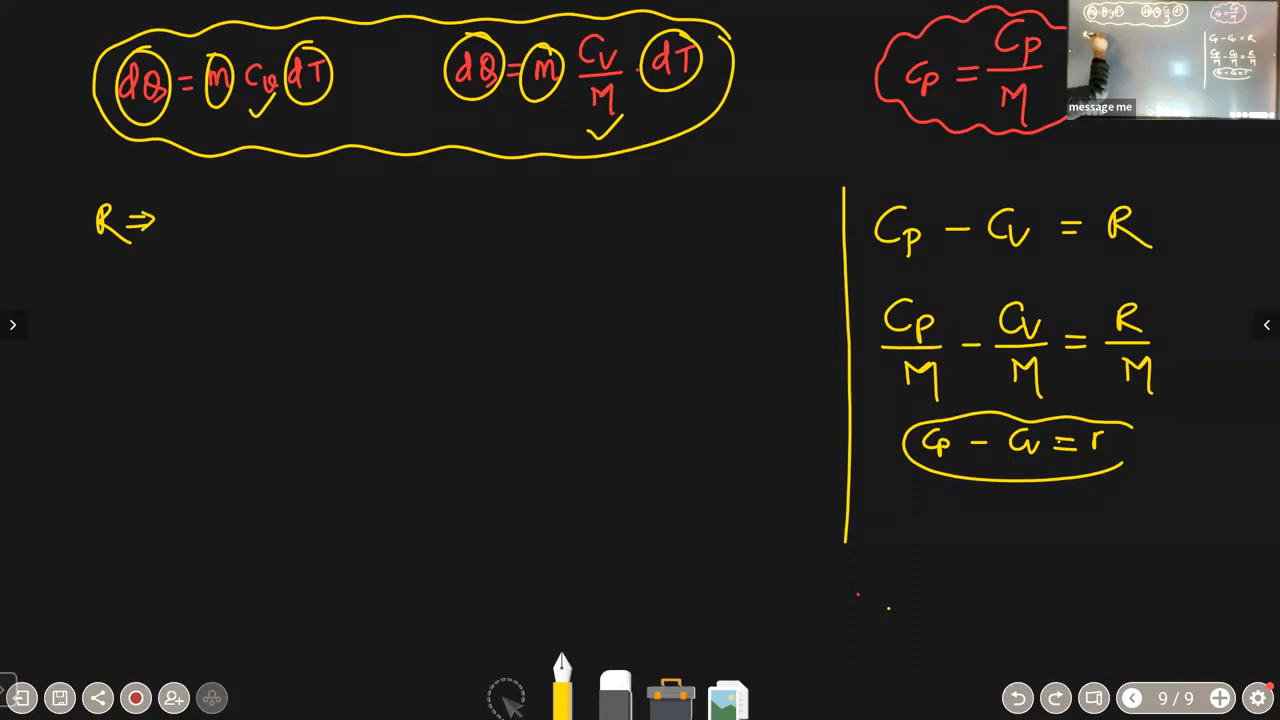 dQ = m cv dT
dQ = m Cv/M · dT
cp = Cp/M
message me
R ⇒
Cp − Cv = R
Cp/M − Cv/M = R/M
cp − cv = r
9/9